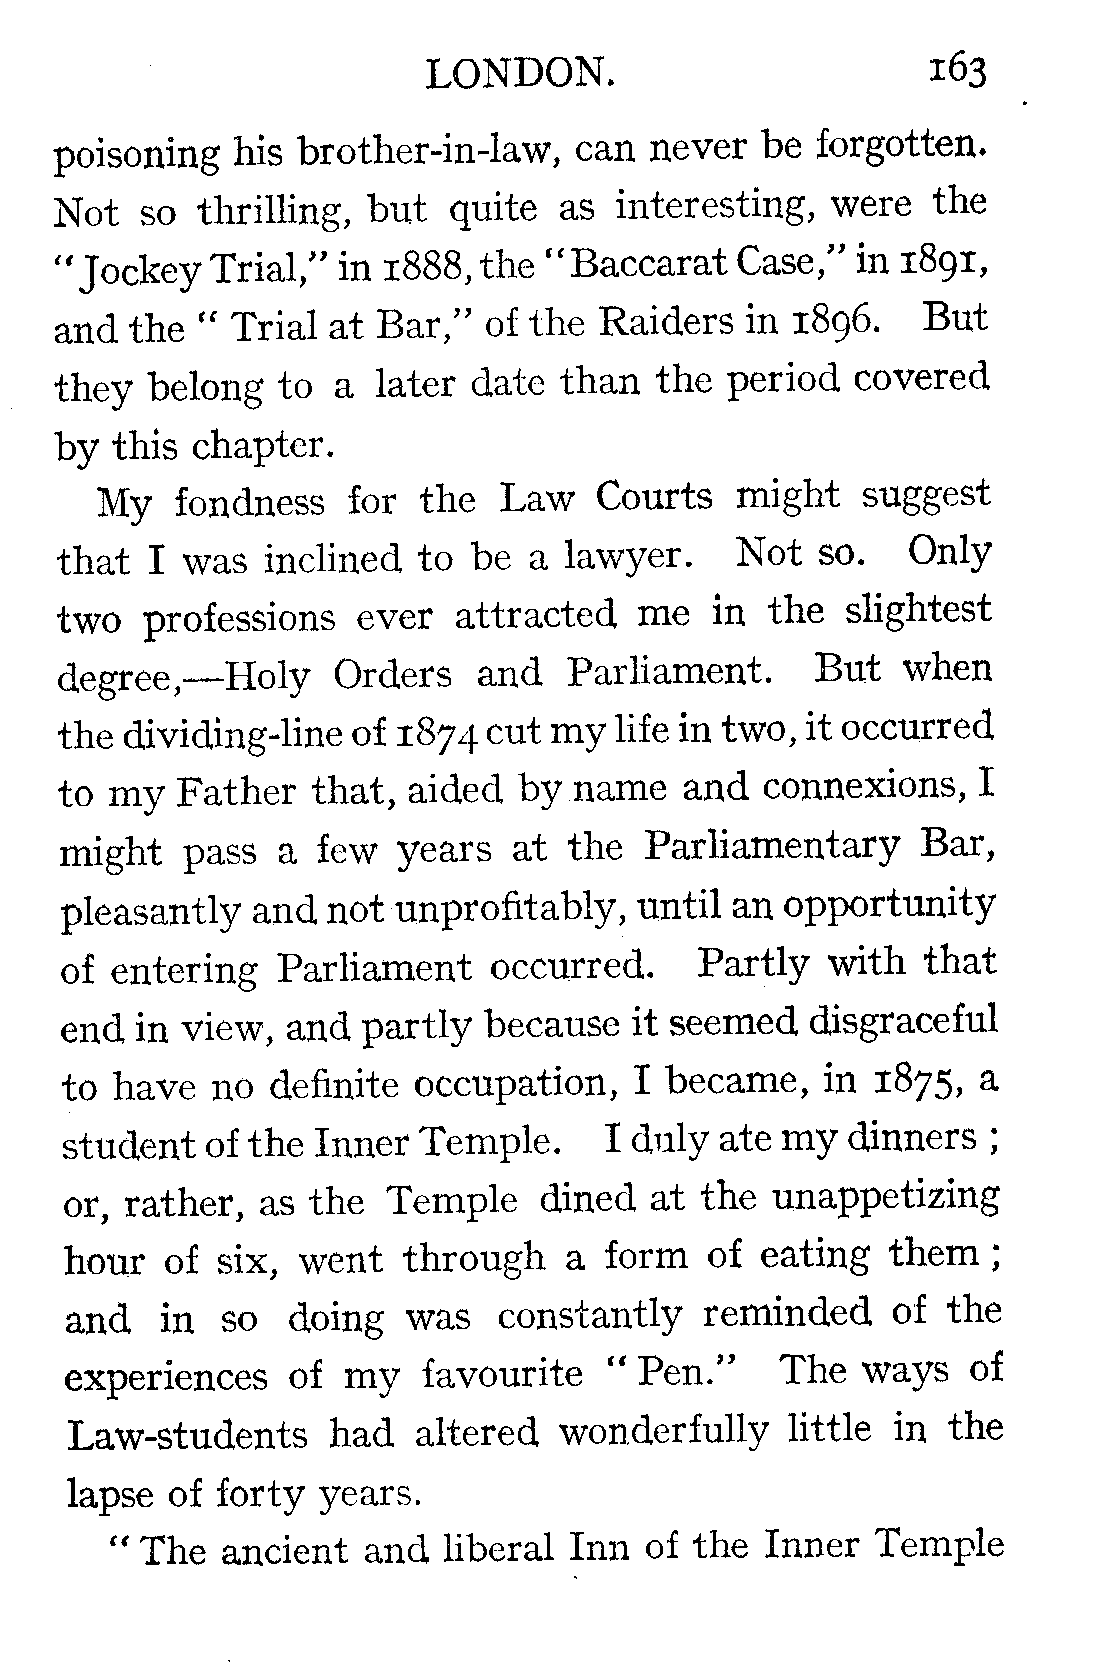 LONDON. 163
poisoning his brother-in-law, can never be forgotten.
Not so thrilling, but quite as interesting, were the
“Jockey Trial,” in 1888, the “Baccarat Case,” in 1891,
and the “ Trial at Bar,” of the Raiders in 1896. But
they belong to a later date than the period covered
by this chapter.
My fondness for the Law Courts might suggest
that I was inclined to be a lawyer. Not so. Only
two professions ever attracted me in the slightest
degree,—Holy Orders and Parliament. But when
the dividing-line of 1874 cut my life in two, it occurred
to my Father that, aided by name and connexions, I
might pass a few years at the Parliamentary Bar,
pleasantly and not unprofitably, until an opportunity
of entering Parliament occurred. Partly with that
end in view, and partly because it seemed disgraceful
to have no definite occupation, I became, in 1875, a
student of the Inner Temple. I duly ate my dinners ;
or, rather, as the Temple dined at the unappetizing
hour of six, went through a form of eating them ;
and in so doing was constantly reminded of the
experiences of my favourite “ Pen.” The ways of
Law-students had altered wonderfully little in the
lapse of forty years.
“ The ancient and liberal Inn of the Inner Temple